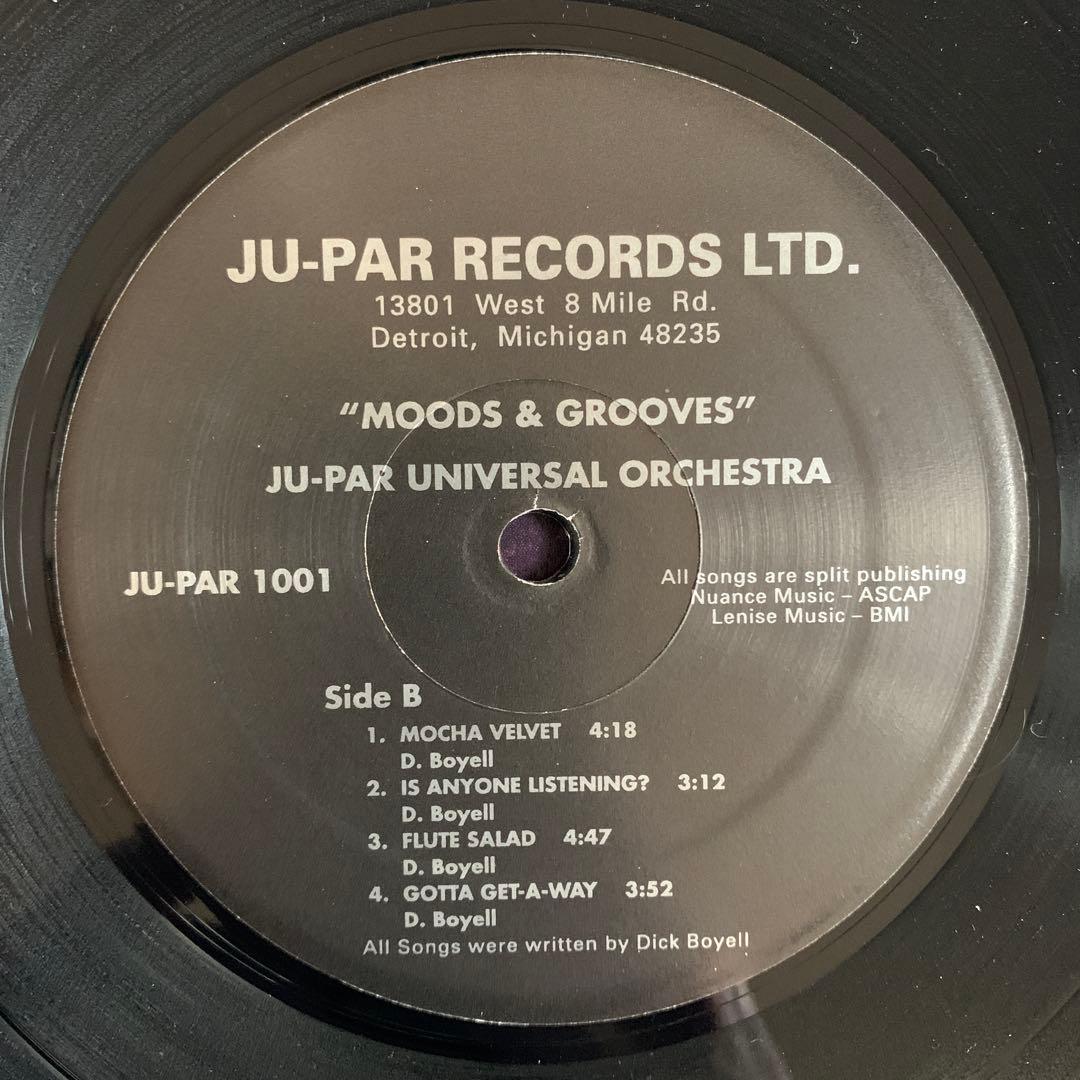 JU-PAR RECORDS LTD.
13801 West 8 Mile Rd.
Detroit, Michigan 48235
“MOODS & GROOVES”
JU-PAR UNIVERSAL ORCHESTRA
JU-PAR 1001
All songs are split publishing
Nuance Music – ASCAP
Lenise Music – BMI
Side B
1. MOCHA VELVET 4:18
D. Boyell
2. IS ANYONE LISTENING? 3:12
D. Boyell
3. FLUTE SALAD 4:47
D. Boyell
4. GOTTA GET-A-WAY 3:52
D. Boyell
All Songs were written by Dick Boyell